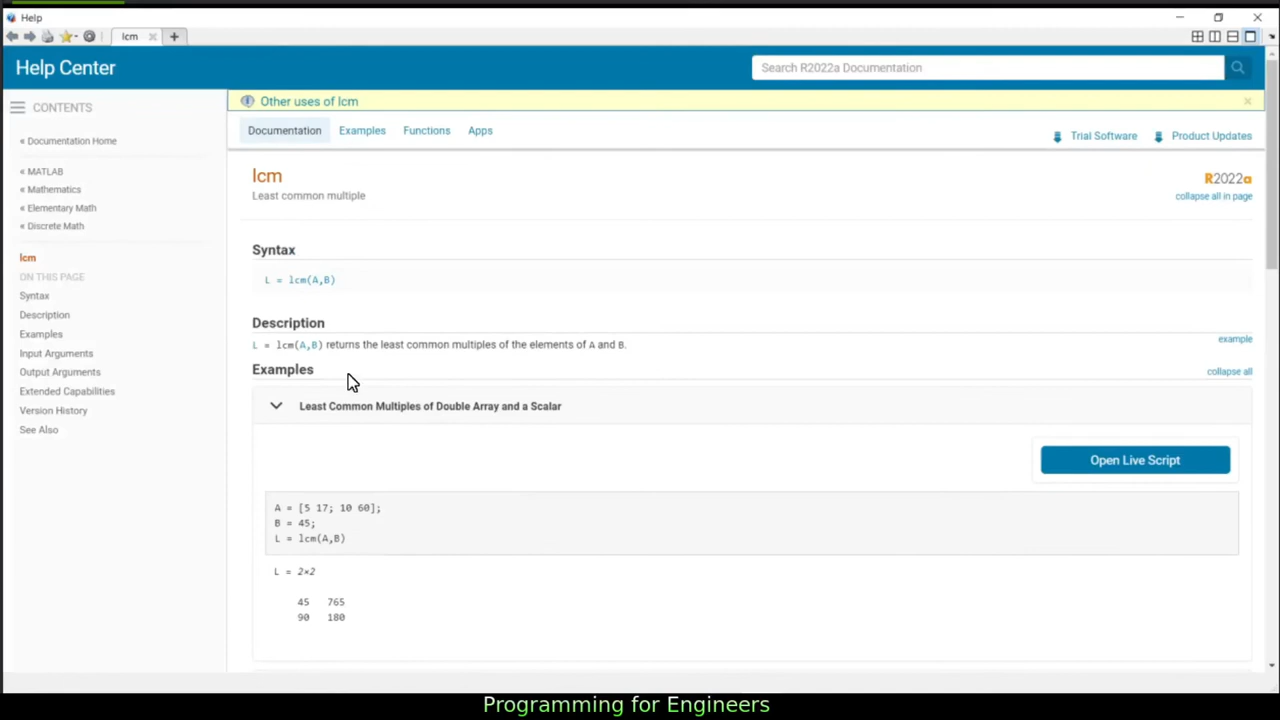 Help
lcm
Help Center
Search R2022a Documentation
CONTENTS
« Documentation Home
« MATLAB
« Mathematics
« Elementary Math
« Discrete Math
lcm
ON THIS PAGE
Syntax
Description
Examples
Input Arguments
Output Arguments
Extended Capabilities
Version History
See Also
Other uses of lcm
Documentation Examples Functions Apps
Trial Software Product Updates
lcm
R2022a
Least common multiple
collapse all in page
Syntax
L = lcm(A,B)
Description
L = lcm(A,B) returns the least common multiples of the elements of A and B.
example
Examples
collapse all
Least Common Multiples of Double Array and a Scalar
Open Live Script
A = [5 17; 10 60];
B = 45;
L = lcm(A,B)
L = 2×2
45 765
90 180
Programming for Engineers